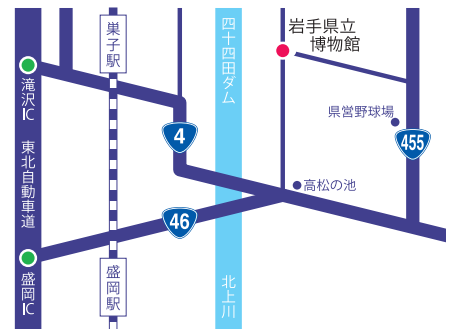 岩手県立
博物館
巣子駅
四十四田ダム
滝沢IC
県営野球場
4
455
東北自動車道
高松の池
46
盛岡IC
盛岡駅
北上川